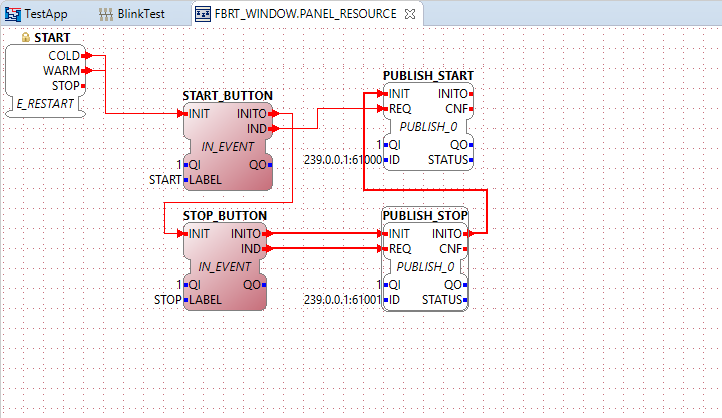 TestApp BlinkTest FBRT_WINDOW.PANEL_RESOURCE
START
COLD
WARM
STOP
E_RESTART
START_BUTTON
INIT INITO
IND
IN_EVENT
1 QI QO
START LABEL
PUBLISH_START
INIT INITO
REQ CNF
PUBLISH_0
1 QI QO
239.0.0.1:61000 ID STATUS
STOP_BUTTON
INIT INITO
IND
IN_EVENT
1 QI QO
STOP LABEL
PUBLISH_STOP
INIT INITO
REQ CNF
PUBLISH_0
1 QI QO
239.0.0.1:61001 ID STATUS